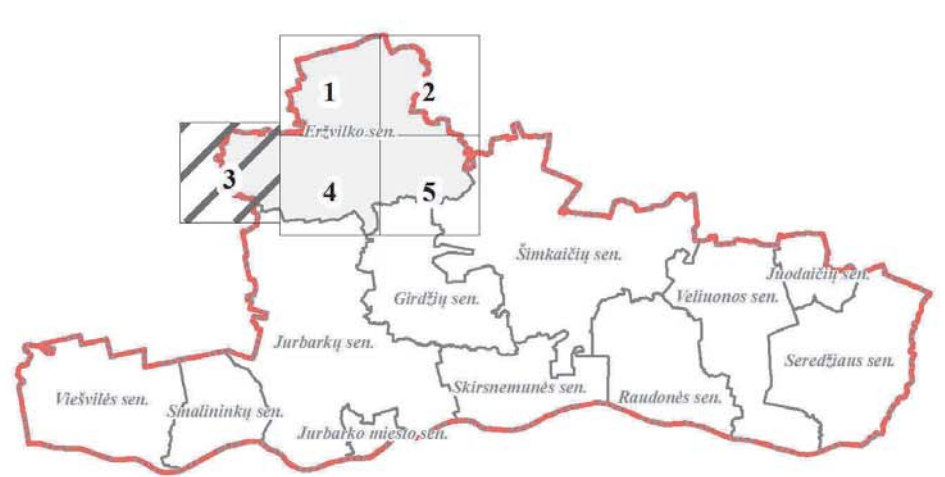 1
2
Eržvilko sen.
3
4
5
Šimkaičių sen.
Juodaičių sen.
Girdžių sen.
Veliuonos sen.
Jurbarkų sen.
Seredžiaus sen.
Skirsnemunės sen.
Viešvilės sen.
Raudonės sen.
Smalininkų sen.
Jurbarko miesto sen.